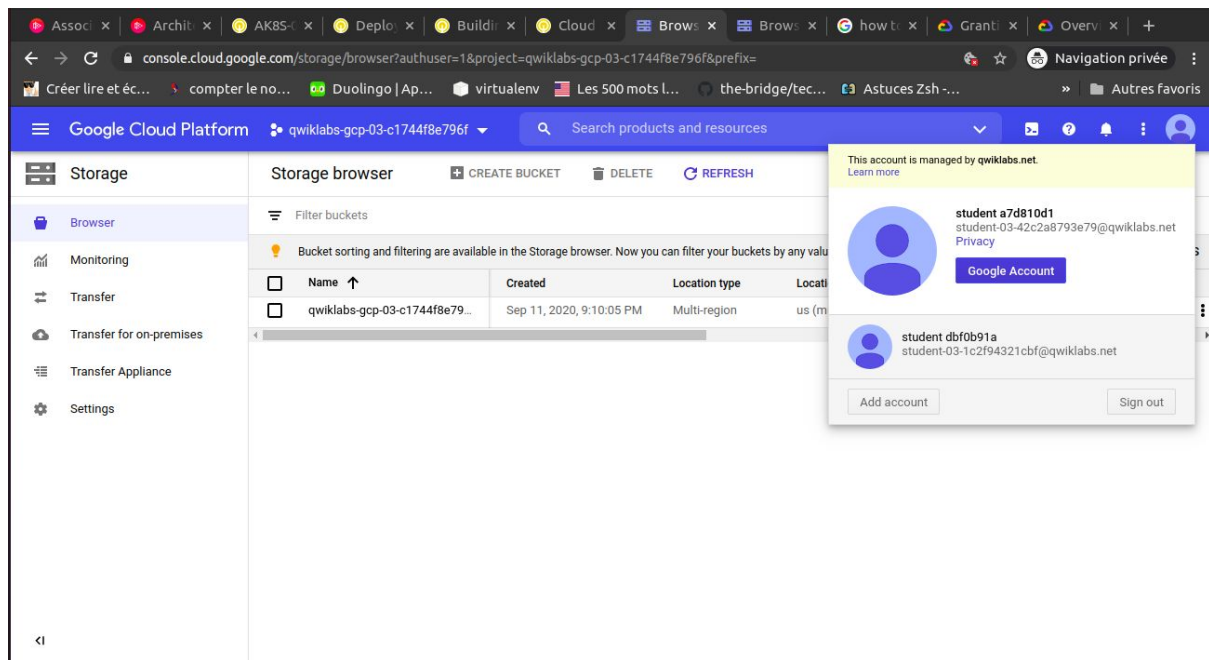 Associ Archit AK8S- Deploy Buildin Cloud Brows Brows how to Granti Overvi
console.cloud.google.com/storage/browser?authuser=1&project=qwiklabs-gcp-03-c1744f8e796f&prefix= Navigation privée
Créer lire et éc... compter le no... Duolingo | Ap... virtualenv Les 500 mots l... the-bridge/tec... Astuces Zsh -... » Autres favoris
Google Cloud Platform qwiklabs-gcp-03-c1744f8e796f Search products and resources
This account is managed by qwiklabs.net.
Learn more
Storage Storage browser CREATE BUCKET DELETE REFRESH
student a7d810d1
student-03-42c2a8793e79@qwiklabs.net
Privacy
Google Account
Browser Filter buckets
Monitoring Bucket sorting and filtering are available in the Storage browser. Now you can filter your buckets by any valu
Name Created Location type Locati
Transfer
qwiklabs-gcp-03-c1744f8e79... Sep 11, 2020, 9:10:05 PM Multi-region us (m
Transfer for on-premises
student dbf0b91a
student-03-1c2f94321cbf@qwiklabs.net
Transfer Appliance
Settings
Add account Sign out